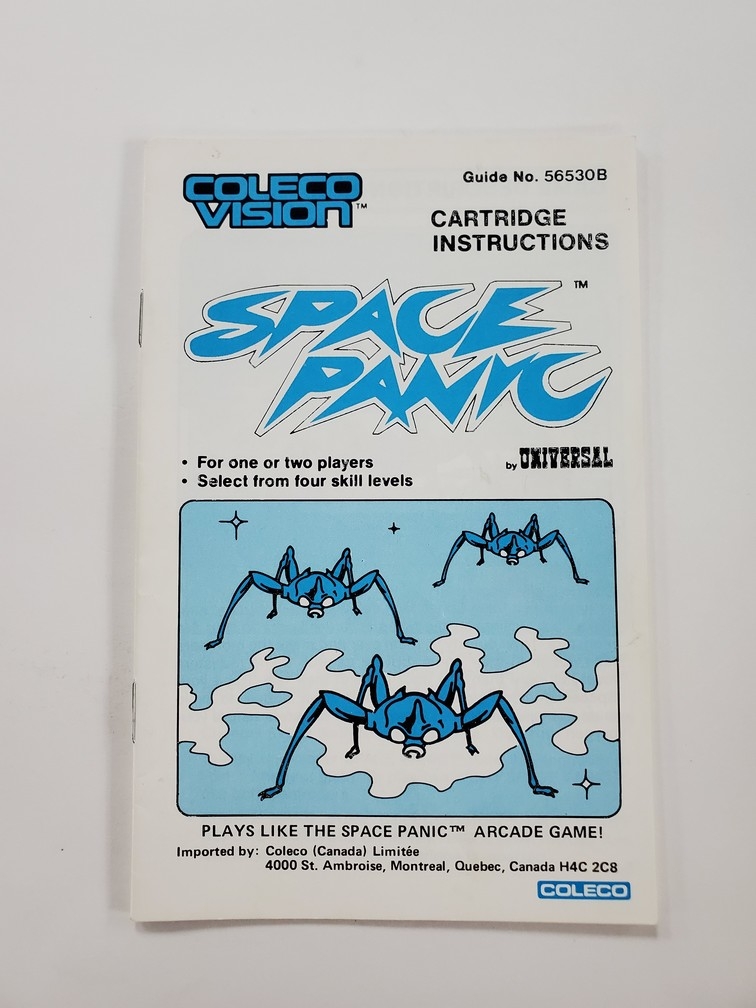 COLECO
VISION™
Guide No. 56530B
CARTRIDGE
INSTRUCTIONS
SPACE ™
PANIC
• For one or two players
• Select from four skill levels
by UNIVERSAL
PLAYS LIKE THE SPACE PANIC™ ARCADE GAME!
Imported by: Coleco (Canada) Limitée
4000 St. Ambroise, Montreal, Quebec, Canada H4C 2C8
COLECO